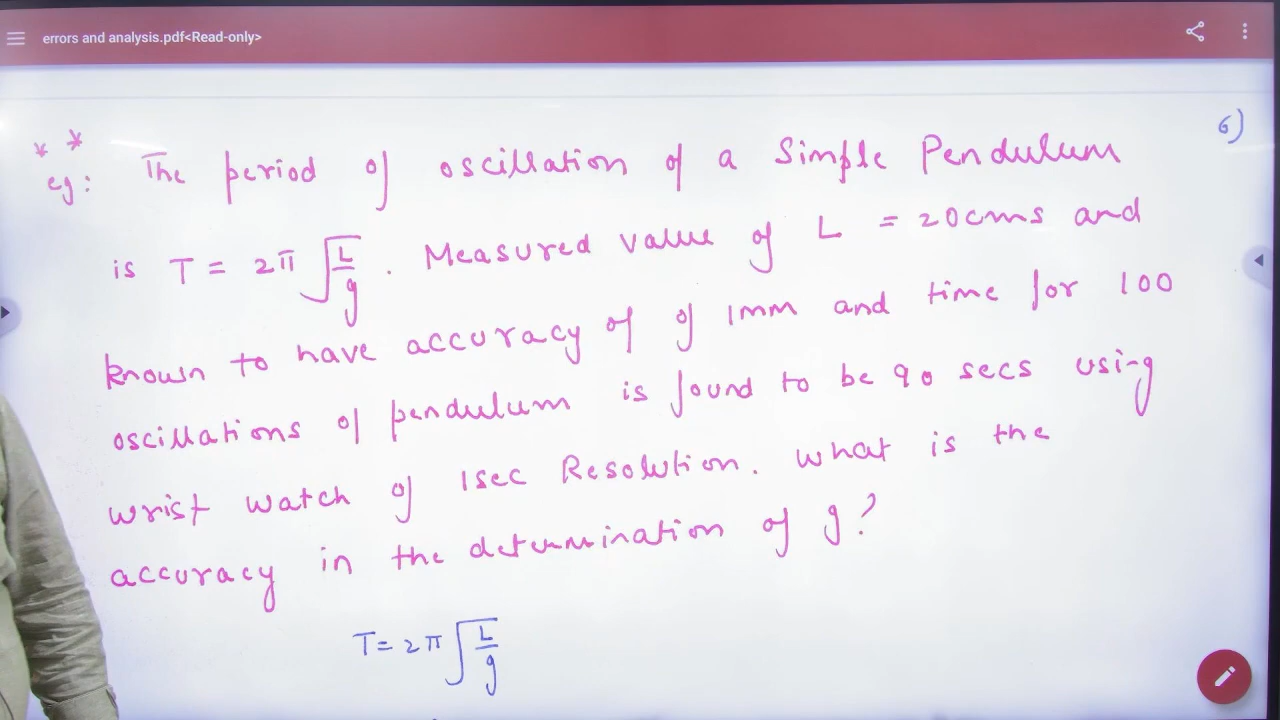 errors and analysis.pdf<Read-only>
6)
* *
eg: The period of oscillation of a Simple Pendulum
is T = 2π √L/g . Measured value of L = 20cms and
known to have accuracy of of 1mm and time for 100
oscillations of pendulum is found to be 90 secs using
wrist watch of 1sec Resolution. what is the
accuracy in the determination of g?
T = 2π √L/g